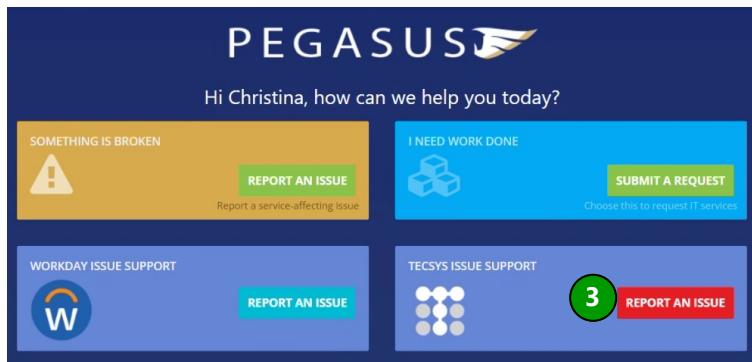 PEGASUS
Hi Christina, how can we help you today?
SOMETHING IS BROKEN
REPORT AN ISSUE
Report a service-affecting issue
I NEED WORK DONE
SUBMIT A REQUEST
Choose this to request IT services
WORKDAY ISSUE SUPPORT
W
REPORT AN ISSUE
TECSYS ISSUE SUPPORT
3
REPORT AN ISSUE